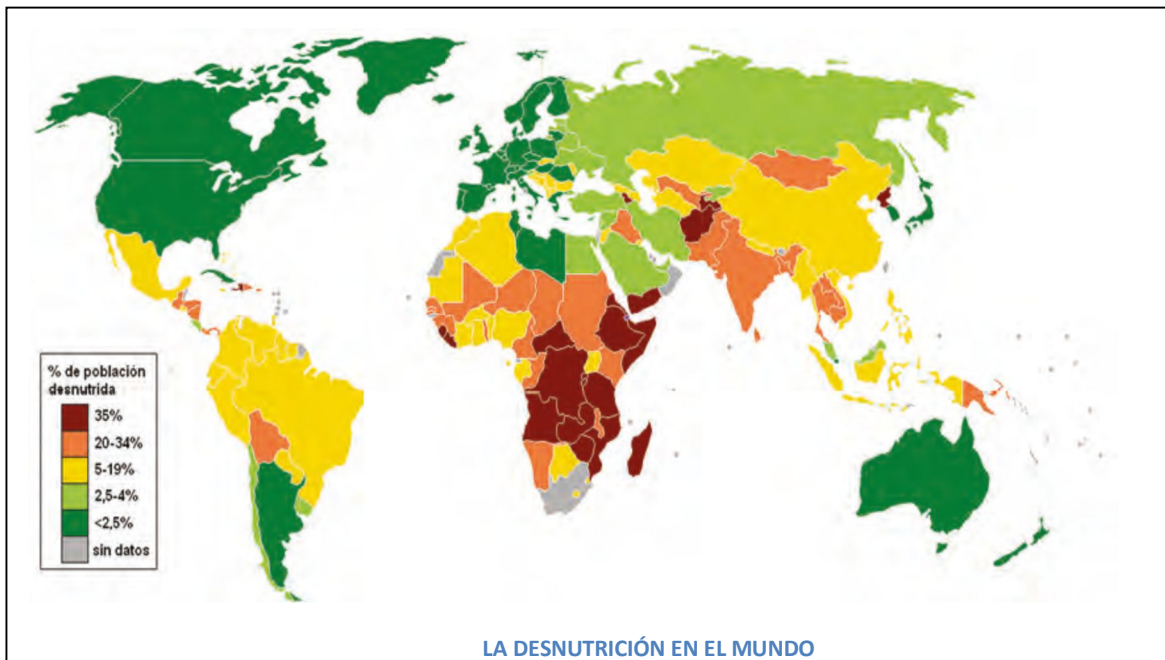 % de población
desnutrida
35%
20-34%
5-19%
2,5-4%
<2,5%
sin datos
LA DESNUTRICIÓN EN EL MUNDO